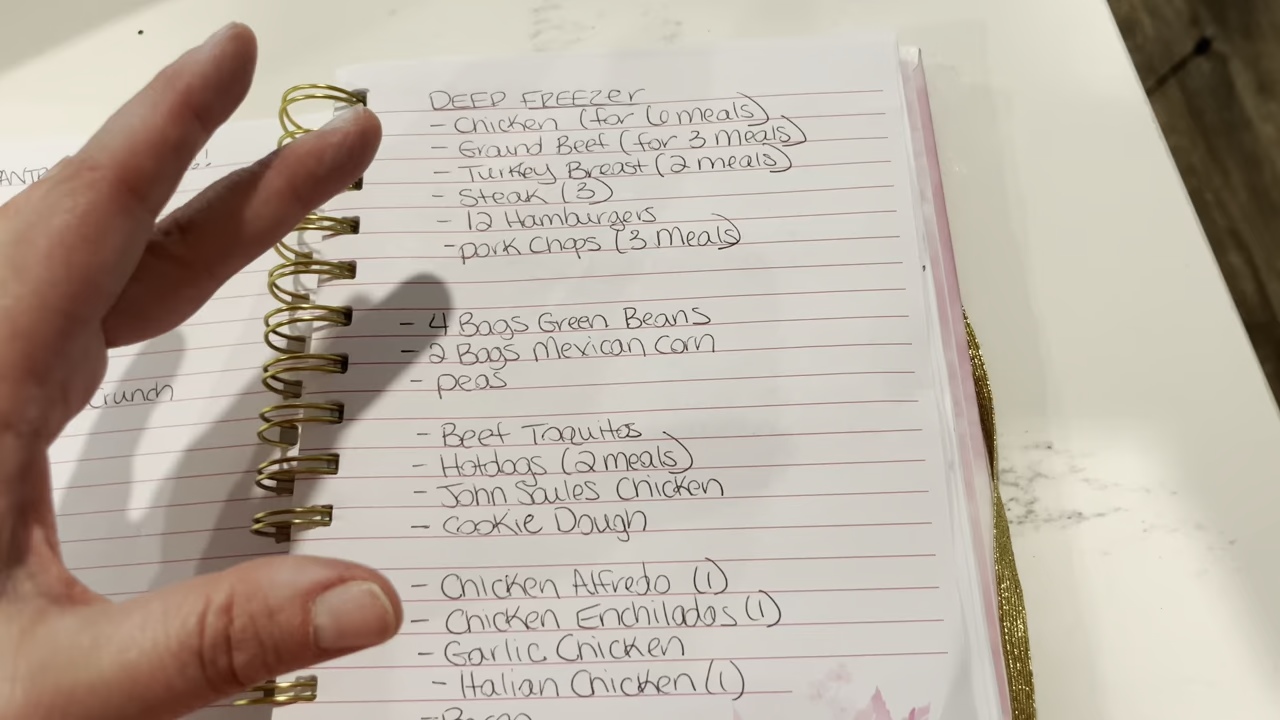 DEEP FREEZER
- Chicken (for 6 meals)
- Ground Beef (for 3 meals)
- Turkey Breast (2 meals)
- Steak (3)
- 12 Hamburgers
- pork Chops (3 meals)
- 4 Bags Green Beans
- 2 Bags Mexican Corn
- peas
Crunch
- Beef Taquitos
- Hotdogs (2 meals)
- John Soules Chicken
- Cookie Dough
- Chicken Alfredo (1)
- Chicken Enchiladas (1)
- Garlic Chicken
- Italian Chicken (1)